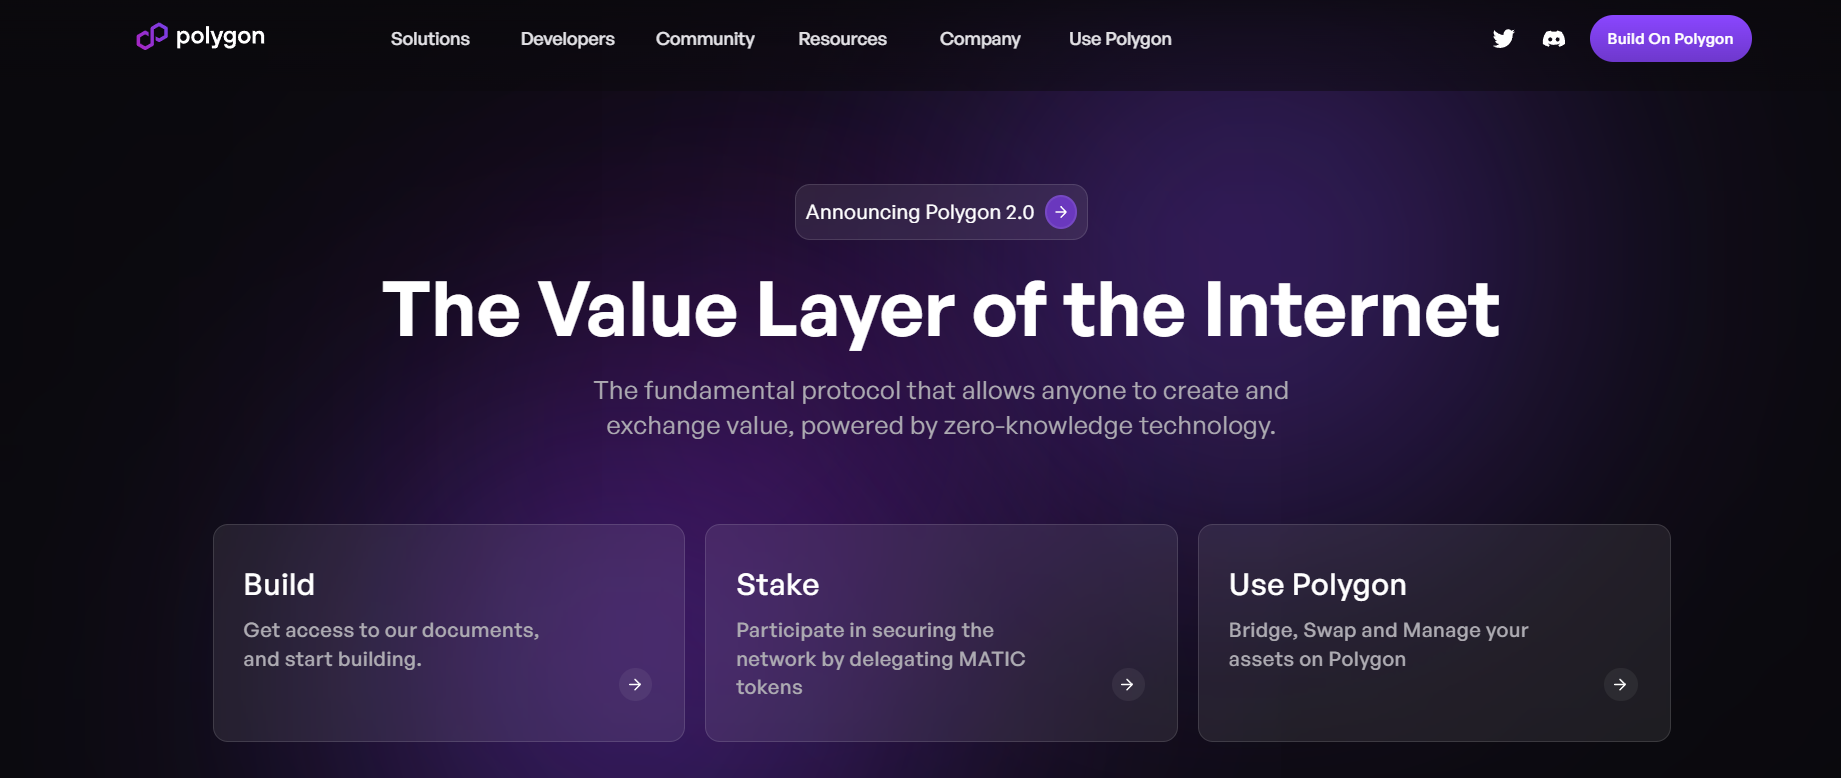 polygon
Solutions
Developers
Community
Resources
Company
Use Polygon
Build On Polygon
Announcing Polygon 2.0
The Value Layer of the Internet
The fundamental protocol that allows anyone to create and
exchange value, powered by zero-knowledge technology.
Build
Get access to our documents,
and start building.
Stake
Participate in securing the
network by delegating MATIC
tokens
Use Polygon
Bridge, Swap and Manage your
assets on Polygon